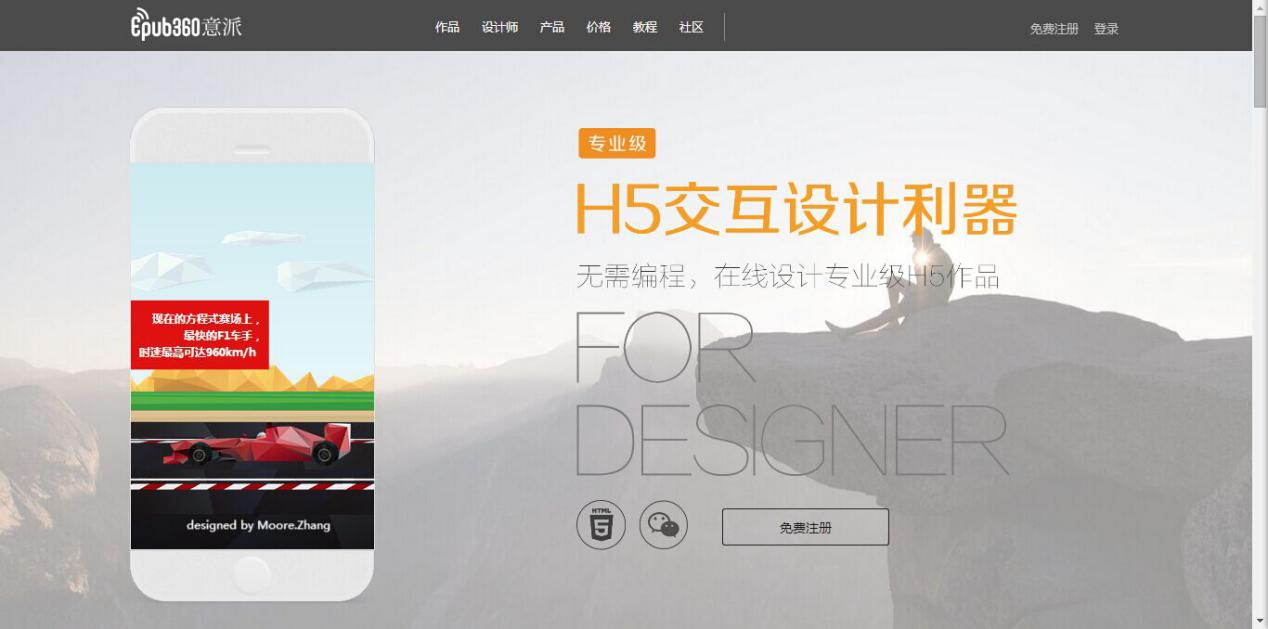 Epub360意派
作品 设计师 产品 价格 教程 社区
免费注册 登录
现在的方程式赛场上，
最快的F1车手，
时速最高可达960km/h
designed by Moore.Zhang
专业级
H5交互设计利器
无需编程，在线设计专业级H5作品
FOR
DESIGNER
HTML
5
免费注册